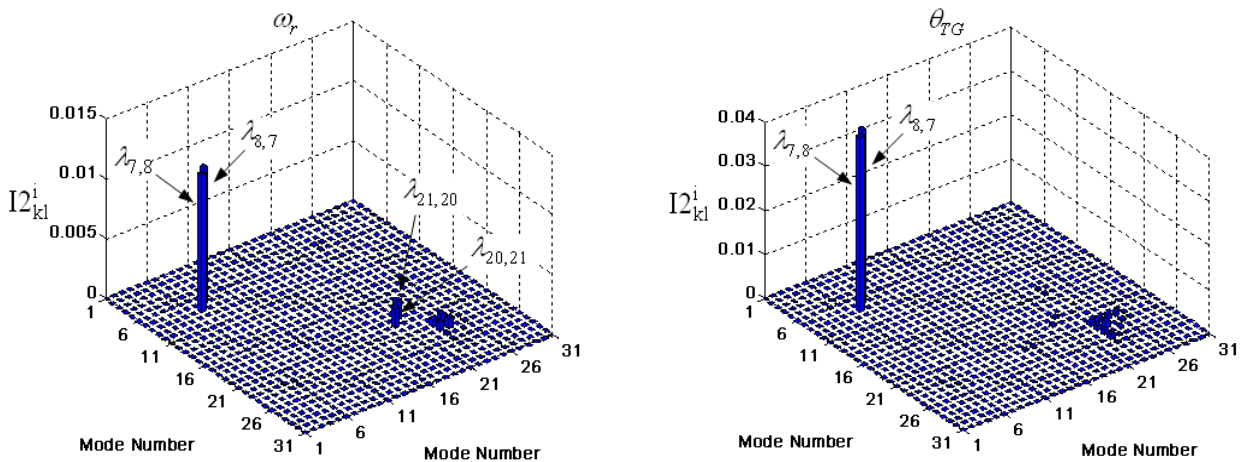 ω_r
I2^i_kl
0.015
0.01
0.005
0
λ_7,8
λ_8,7
λ_21,20
λ_20,21
1
6
11
16
21
26
31
1
6
11
16
21
26
31
Mode Number
Mode Number
θ_TG
I2^i_kl
0.04
0.03
0.02
0.01
0
λ_7,8
λ_8,7
1
6
11
16
21
26
31
1
6
11
16
21
26
31
Mode Number
Mode Number